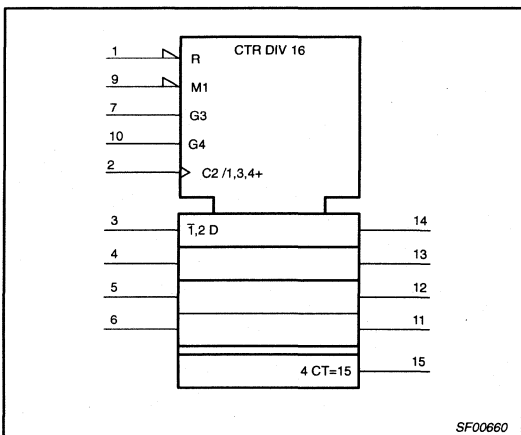 CTR DIV 16
1 R
9 M1
7 G3
10 G4
2 C2 /1,3,4+
3 1̅,2 D 14
4 13
5 12
6 11
4 CT=15 15
SF00660